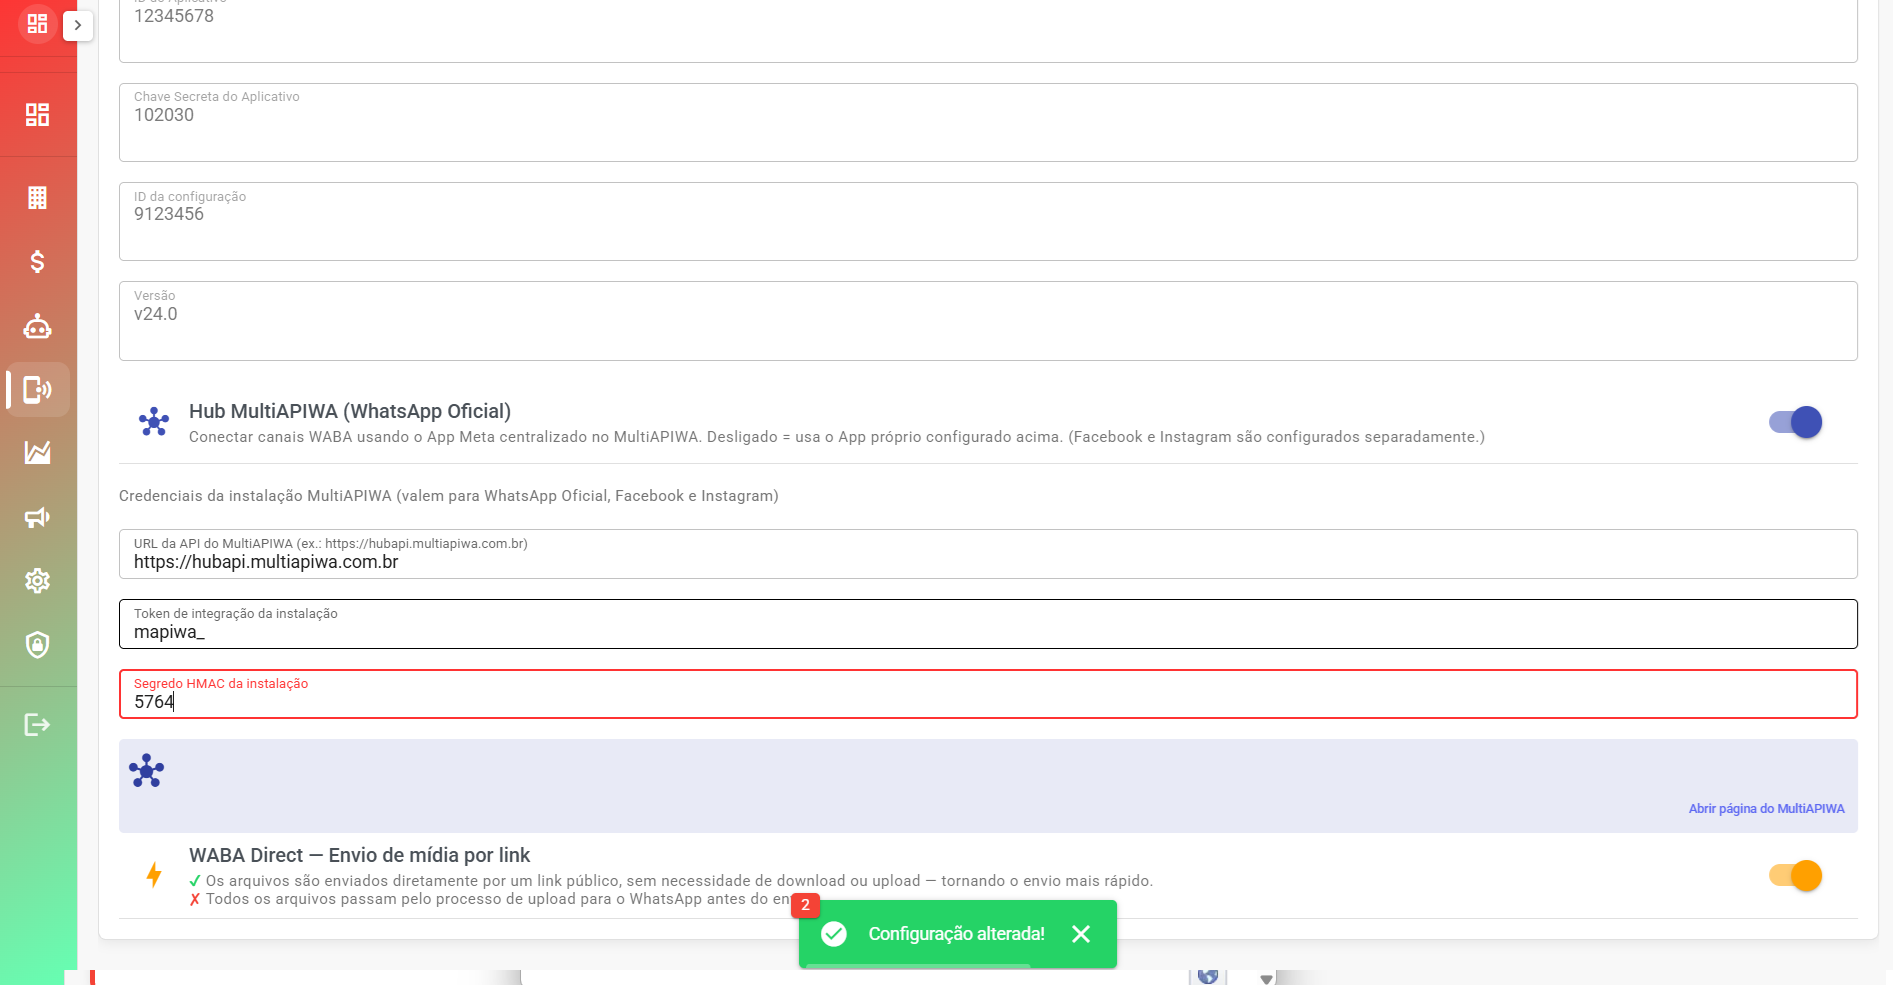 12345678
Chave Secreta do Aplicativo
102030
ID da configuração
9123456
Versão
v24.0
Hub MultiAPIWA (WhatsApp Oficial)
Conectar canais WABA usando o App Meta centralizado no MultiAPIWA. Desligado = usa o App próprio configurado acima. (Facebook e Instagram são configurados separadamente.)
Credenciais da instalação MultiAPIWA (valem para WhatsApp Oficial, Facebook e Instagram)
URL da API do MultiAPIWA (ex.: https://hubapi.multiapiwa.com.br)
https://hubapi.multiapiwa.com.br
Token de integração da instalação
mapiwa_
Segredo HMAC da instalação
5764
Abrir página do MultiAPIWA
WABA Direct — Envio de mídia por link
✓ Os arquivos são enviados diretamente por um link público, sem necessidade de download ou upload — tornando o envio mais rápido.
✗ Todos os arquivos passam pelo processo de upload para o WhatsApp antes do en
2
Configuração alterada!